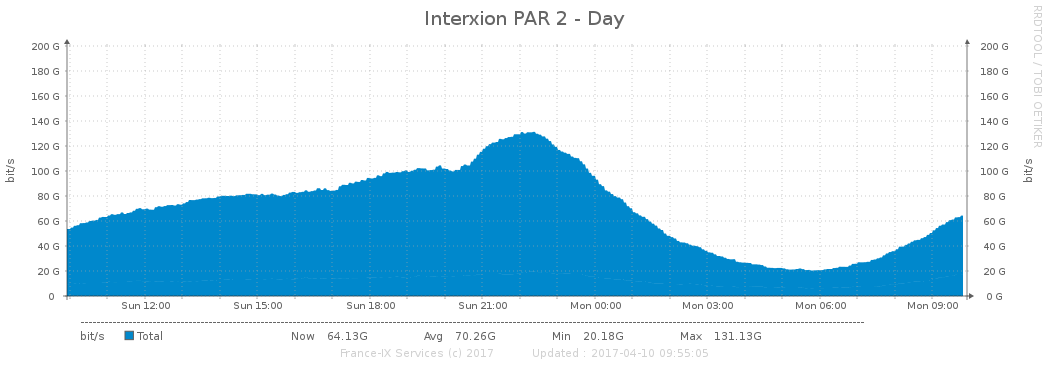 Interxion PAR 2 - Day
RRDTOOL / TOBI OETIKER
bit/s
200 G 200 G
180 G 180 G
160 G 160 G
140 G 140 G
120 G 120 G
100 G 100 G
80 G 80 G
60 G 60 G
40 G 40 G
20 G 20 G
0 0 G
bit/s
Sun 12:00 Sun 15:00 Sun 18:00 Sun 21:00 Mon 00:00 Mon 03:00 Mon 06:00 Mon 09:00
bit/s Total Now 64.13G Avg 70.26G Min 20.18G Max 131.13G
France-IX Services (c) 2017 Updated : 2017-04-10 09:55:05